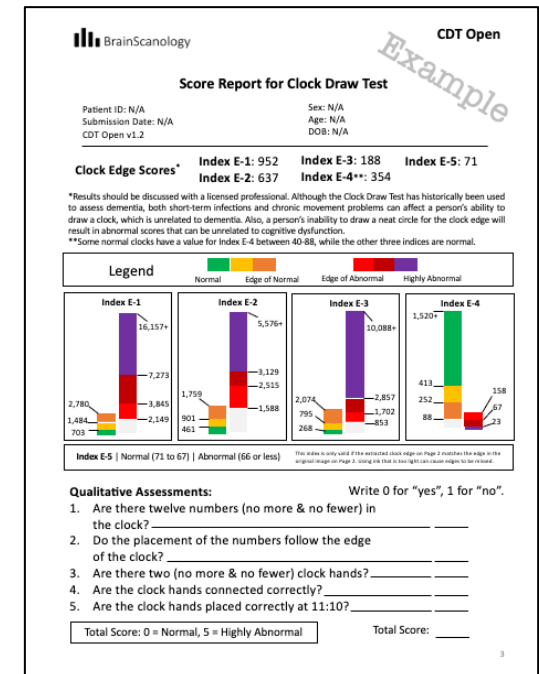 BrainScanology
CDT Open
Example
Score Report for Clock Draw Test
Patient ID: N/A
Submission Date: N/A
CDT Open v1.2
Sex: N/A
Age: N/A
DOB: N/A
Clock Edge Scores*
Index E-1: 952
Index E-2: 637
Index E-3: 188
Index E-4**: 354
Index E-5: 71
*Results should be discussed with a licensed professional. Although the Clock Draw Test has historically been used
to assess dementia, both short-term infections and chronic movement problems can affect a person's ability to
draw a clock, which is unrelated to dementia. Also, a person's inability to draw a neat circle for the clock edge will
result in abnormal scores that can be unrelated to cognitive dysfunction.
**Some normal clocks have a value for Index E-4 between 40-88, while the other three indices are normal.
Legend
Normal
Edge of Normal
Edge of Abnormal
Highly Abnormal
Index E-1
16,157+
7,273
2,780
3,845
1,484
2,149
703
Index E-2
5,576+
3,129
2,515
1,759
1,588
901
461
Index E-3
10,088+
2,857
2,074
1,702
795
853
268
Index E-4
1,520+
413
158
252
67
88
23
Index E-5 | Normal (71 to 67) | Abnormal (66 or less)
This index is only valid if the extracted clock edge on Page 2 matches the edge in the
original image on Page 2. Using ink that is too light can cause edges to be missed.
Qualitative Assessments:
Write 0 for "yes", 1 for "no".
1. Are there twelve numbers (no more & no fewer) in
the clock?
2. Do the placement of the numbers follow the edge
of the clock?
3. Are there two (no more & no fewer) clock hands?
4. Are the clock hands connected correctly?
5. Are the clock hands placed correctly at 11:10?
Total Score: 0 = Normal, 5 = Highly Abnormal
Total Score:
3